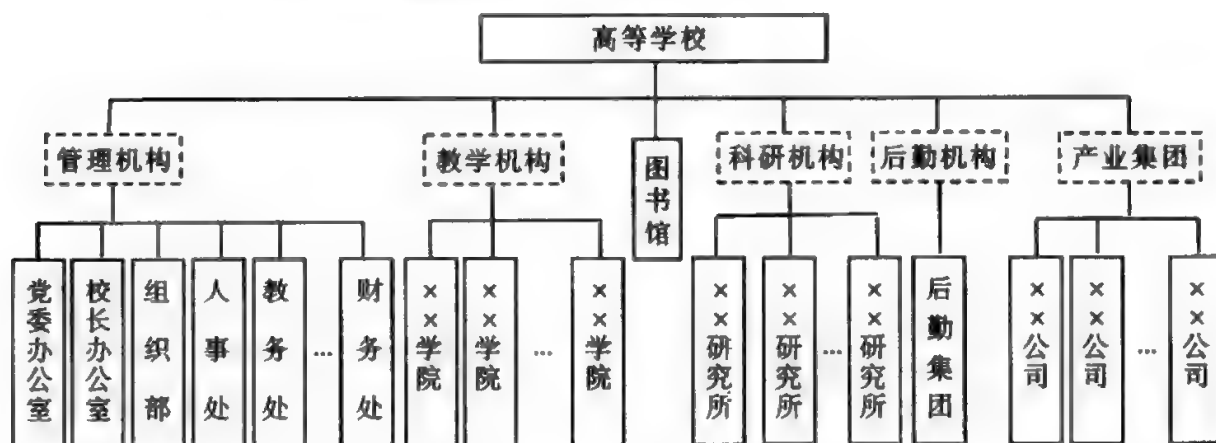 高等学校
管理机构
教学机构
图书馆
科研机构
后勤机构
产业集团
党委办公室
校长办公室
组织部
人事处
教务处
...
财务处
××学院
××学院
...
××学院
××研究所
××研究所
...
××研究所
后勤集团
××公司
××公司
...
××公司